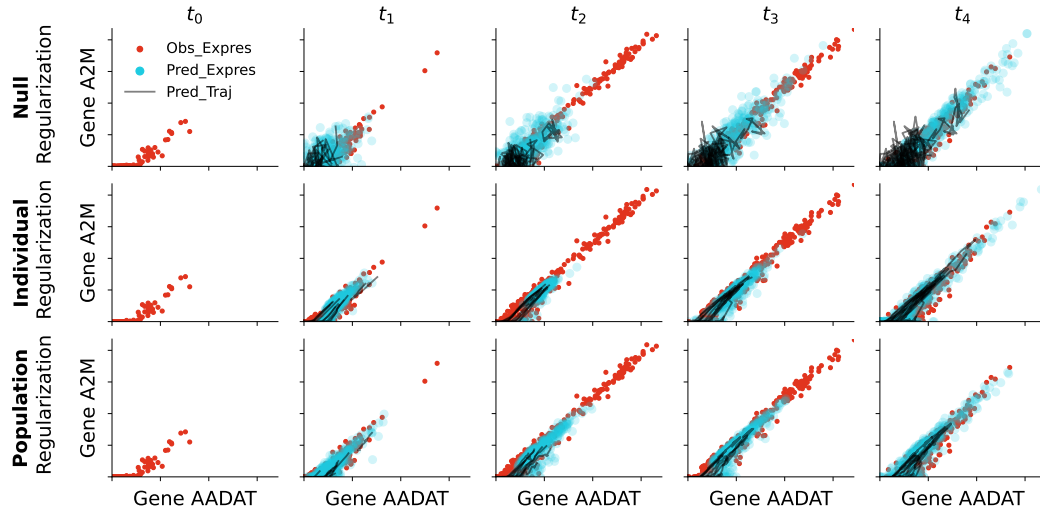 t0
t1
t2
t3
t4
Null
Regularization
Gene A2M
Obs_Expres
Pred_Expres
Pred_Traj
Individual
Regularization
Gene A2M
Population
Regularization
Gene A2M
Gene AADAT
Gene AADAT
Gene AADAT
Gene AADAT
Gene AADAT